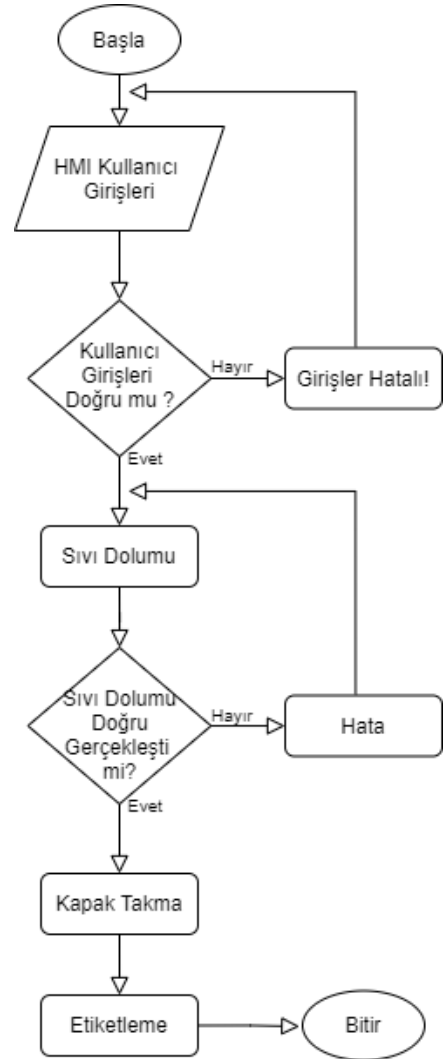 Başla
HMI Kullanıcı
Girişleri
Kullanıcı
Girişleri
Doğru mu ?
Hayır
Girişler Hatalı!
Evet
Sıvı Dolumu
Sıvı Dolumu
Doğru
Gerçekleşti
mi?
Hayır
Hata
Evet
Kapak Takma
Etiketleme
Bitir